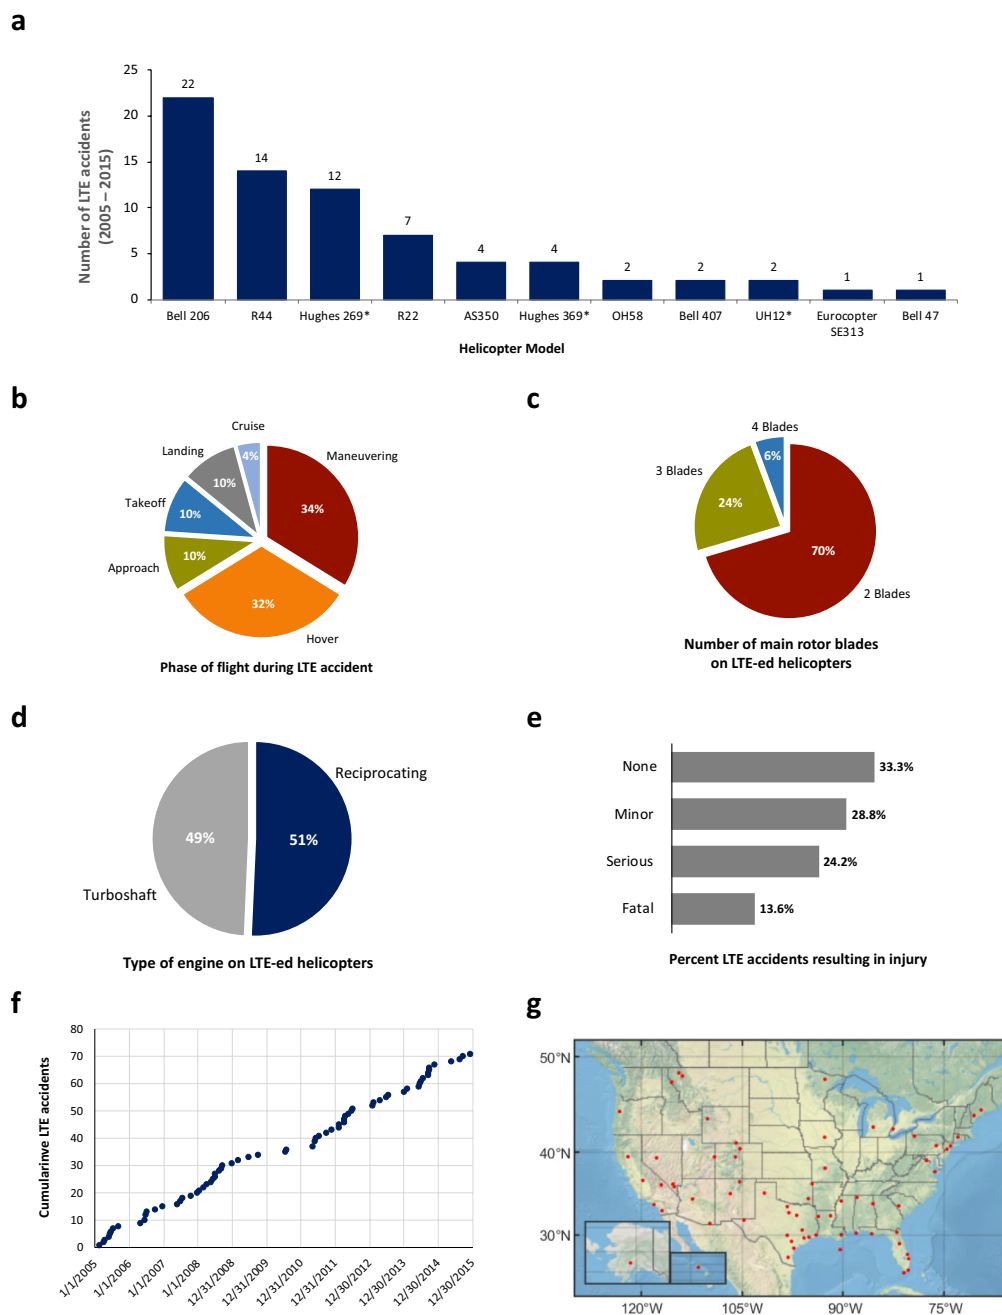 a
Number of LTE accidents
(2005 – 2015)
25
20
15
10
5
0
22
14
12
7
4
4
2
2
2
1
1
Bell 206
R44
Hughes 269*
R22
AS350
Hughes 369*
OH58
Bell 407
UH12*
Eurocopter
SE313
Bell 47
Helicopter Model
b
Cruise
Landing
Maneuvering
Takeoff
Approach
Hover
4%
10%
34%
10%
10%
32%
Phase of flight during LTE accident
c
4 Blades
3 Blades
2 Blades
6%
24%
70%
Number of main rotor blades
on LTE-ed helicopters
d
Reciprocating
49%
51%
Turboshaft
Type of engine on LTE-ed helicopters
e
None
33.3%
Minor
28.8%
Serious
24.2%
Fatal
13.6%
Percent LTE accidents resulting in injury
f
Cumularinve LTE accidents
80
70
60
50
40
30
20
10
0
1/1/2005
1/1/2006
1/1/2007
1/1/2008
12/31/2008
12/31/2009
12/31/2010
12/31/2011
12/30/2012
12/30/2013
12/30/2014
12/30/2015
g
50°N
40°N
30°N
120°W
105°W
90°W
75°W